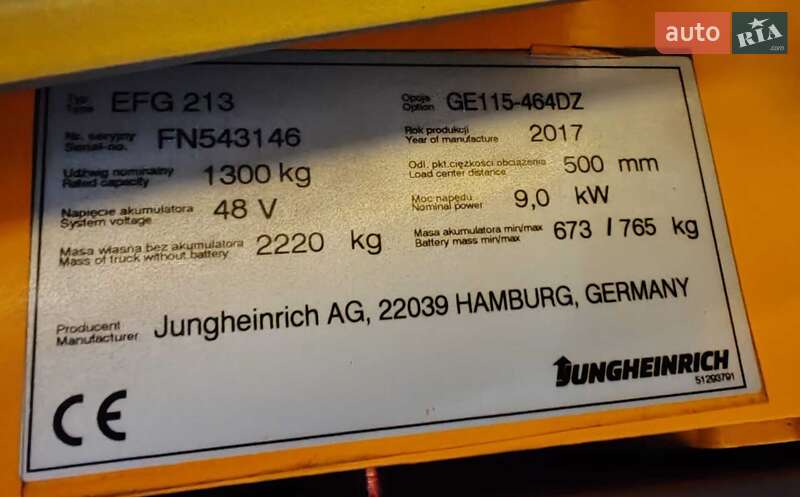 auto RIA.com
Typ
Type EFG 213
Opcja
Option GE115-464DZ
Nr. seryjny
Serial-no. FN543146
Rok produkcji
Year of manufacture 2017
Udźwig nominalny
Rated capacity 1300 kg
Odl. pkt.ciężkości obciążenia
Load center distance 500 mm
Napięcie akumulatora
System voltage 48 V
Moc napędu
Nominal power 9,0 kW
Masa własna bez akumulatora
Mass of truck without battery 2220 kg
Masa akumulatora min/max
Battery mass min/max 673 / 765 kg
Producent
Manufacturer Jungheinrich AG, 22039 HAMBURG, GERMANY
JUNGHEINRICH
51293791
CE